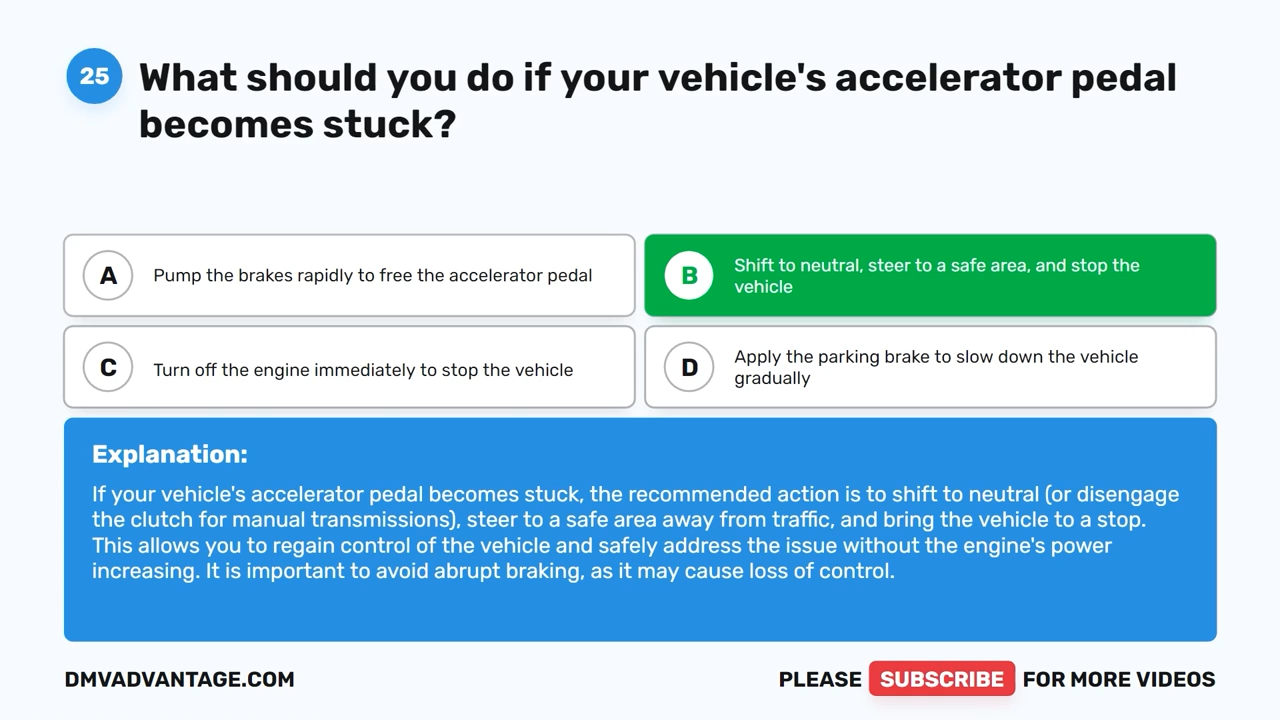 25
What should you do if your vehicle's accelerator pedal
becomes stuck?
A
Pump the brakes rapidly to free the accelerator pedal
B
Shift to neutral, steer to a safe area, and stop the
vehicle
C
Turn off the engine immediately to stop the vehicle
D
Apply the parking brake to slow down the vehicle
gradually
Explanation:
If your vehicle's accelerator pedal becomes stuck, the recommended action is to shift to neutral (or disengage
the clutch for manual transmissions), steer to a safe area away from traffic, and bring the vehicle to a stop.
This allows you to regain control of the vehicle and safely address the issue without the engine's power
increasing. It is important to avoid abrupt braking, as it may cause loss of control.
DMVADVANTAGE.COM
PLEASE SUBSCRIBE FOR MORE VIDEOS